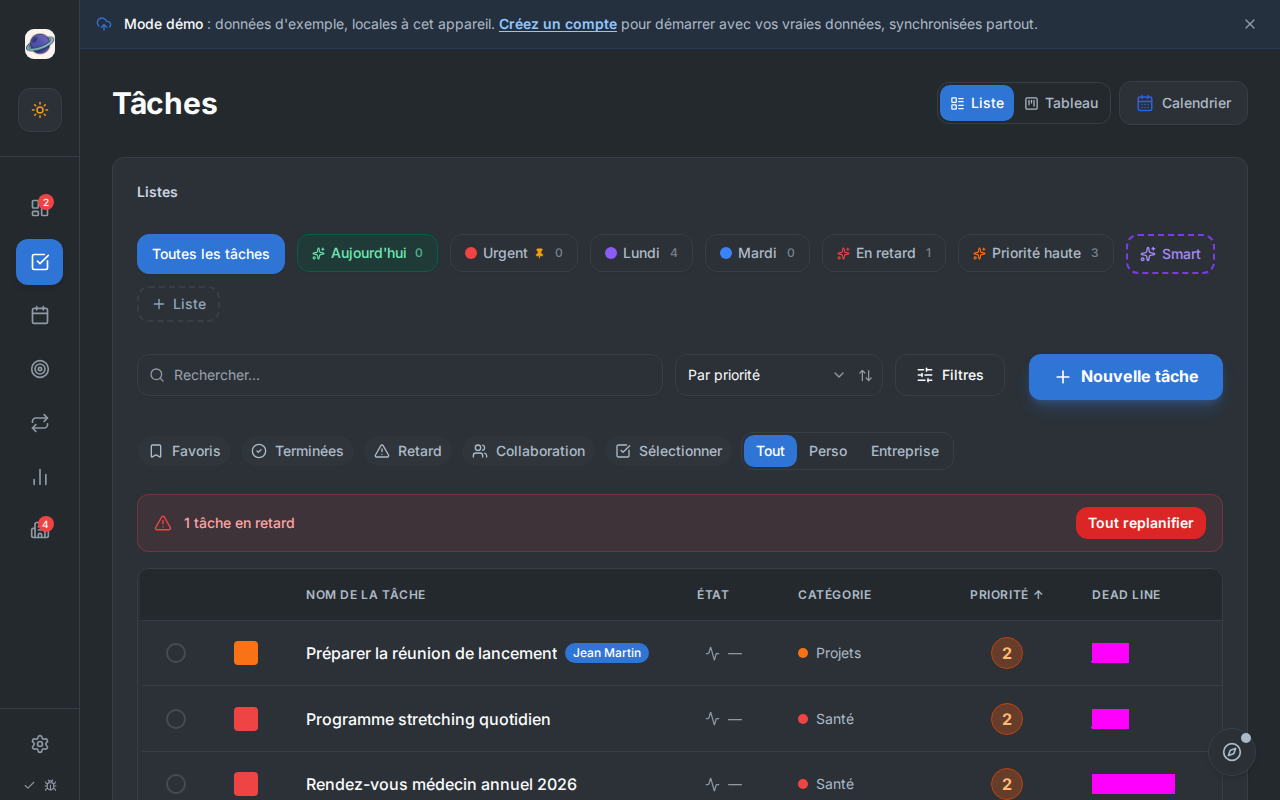 Mode démo : données d'exemple, locales à cet appareil. Créez un compte pour démarrer avec vos vraies données, synchronisées partout.
Tâches
Liste
Tableau
Calendrier
2
4
Listes
Toutes les tâches
Aujourd'hui 0
Urgent 0
Lundi 4
Mardi 0
En retard 1
Priorité haute 3
Smart
+ Liste
Rechercher...
Par priorité
Filtres
+ Nouvelle tâche
Favoris
Terminées
Retard
Collaboration
Sélectionner
Tout
Perso
Entreprise
1 tâche en retard
Tout replanifier
NOM DE LA TÂCHE ÉTAT CATÉGORIE PRIORITÉ ↑ DEAD LINE
Préparer la réunion de lancement Jean Martin — Projets 2
Programme stretching quotidien — Santé 2
Rendez-vous médecin annuel 2026 — Santé 2